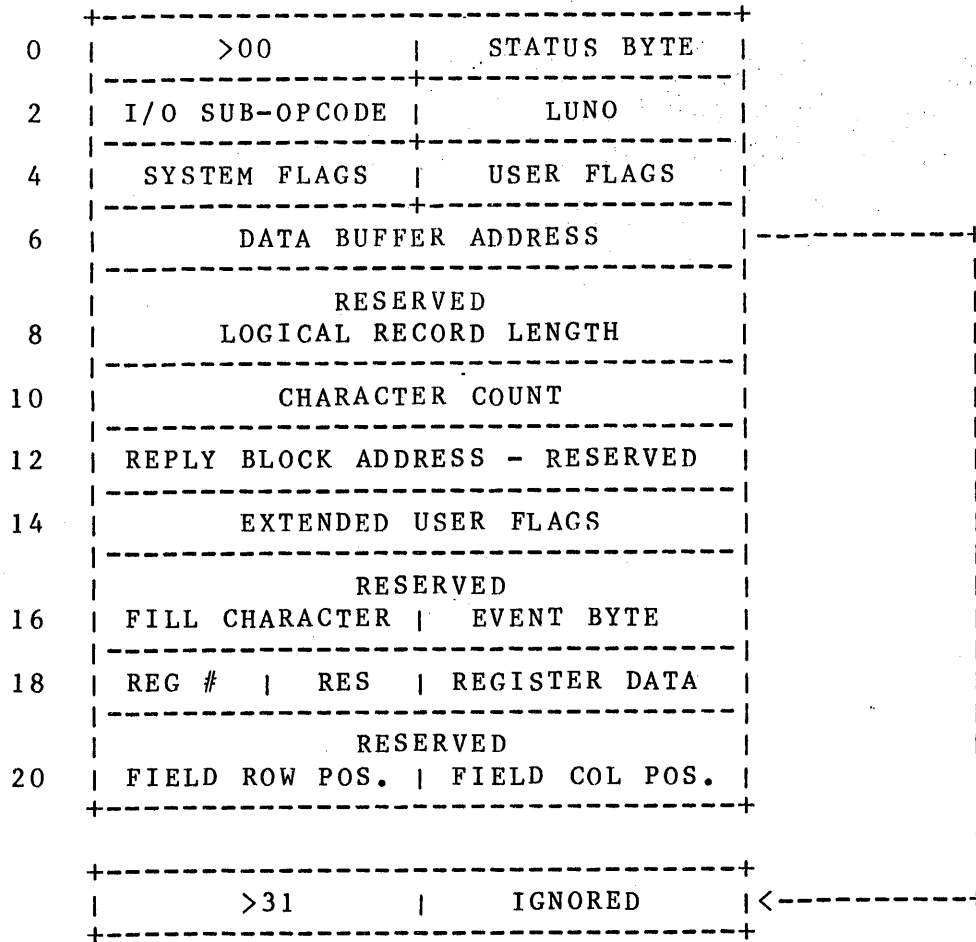 0 >00 | STATUS BYTE
2 I/O SUB-OPCODE | LUNO
4 SYSTEM FLAGS | USER FLAGS
6 DATA BUFFER ADDRESS
RESERVED
8 LOGICAL RECORD LENGTH
10 CHARACTER COUNT
12 REPLY BLOCK ADDRESS - RESERVED
14 EXTENDED USER FLAGS
RESERVED
16 FILL CHARACTER | EVENT BYTE
18 REG # | RES | REGISTER DATA
RESERVED
20 FIELD ROW POS. | FIELD COL POS.
>31 | IGNORED